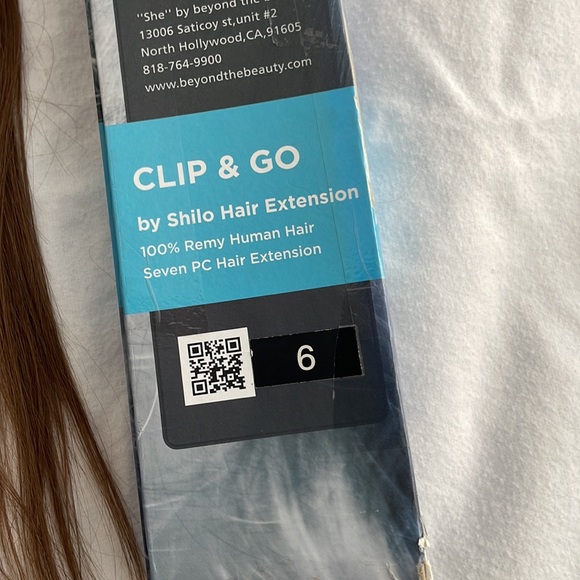 "She" by beyond the
13006 Saticoy st,unit #2
North Hollywood,CA,91605
818-764-9900
www.beyondthebeauty.com
CLIP & GO
by Shilo Hair Extension
100% Remy Human Hair
Seven PC Hair Extension
6